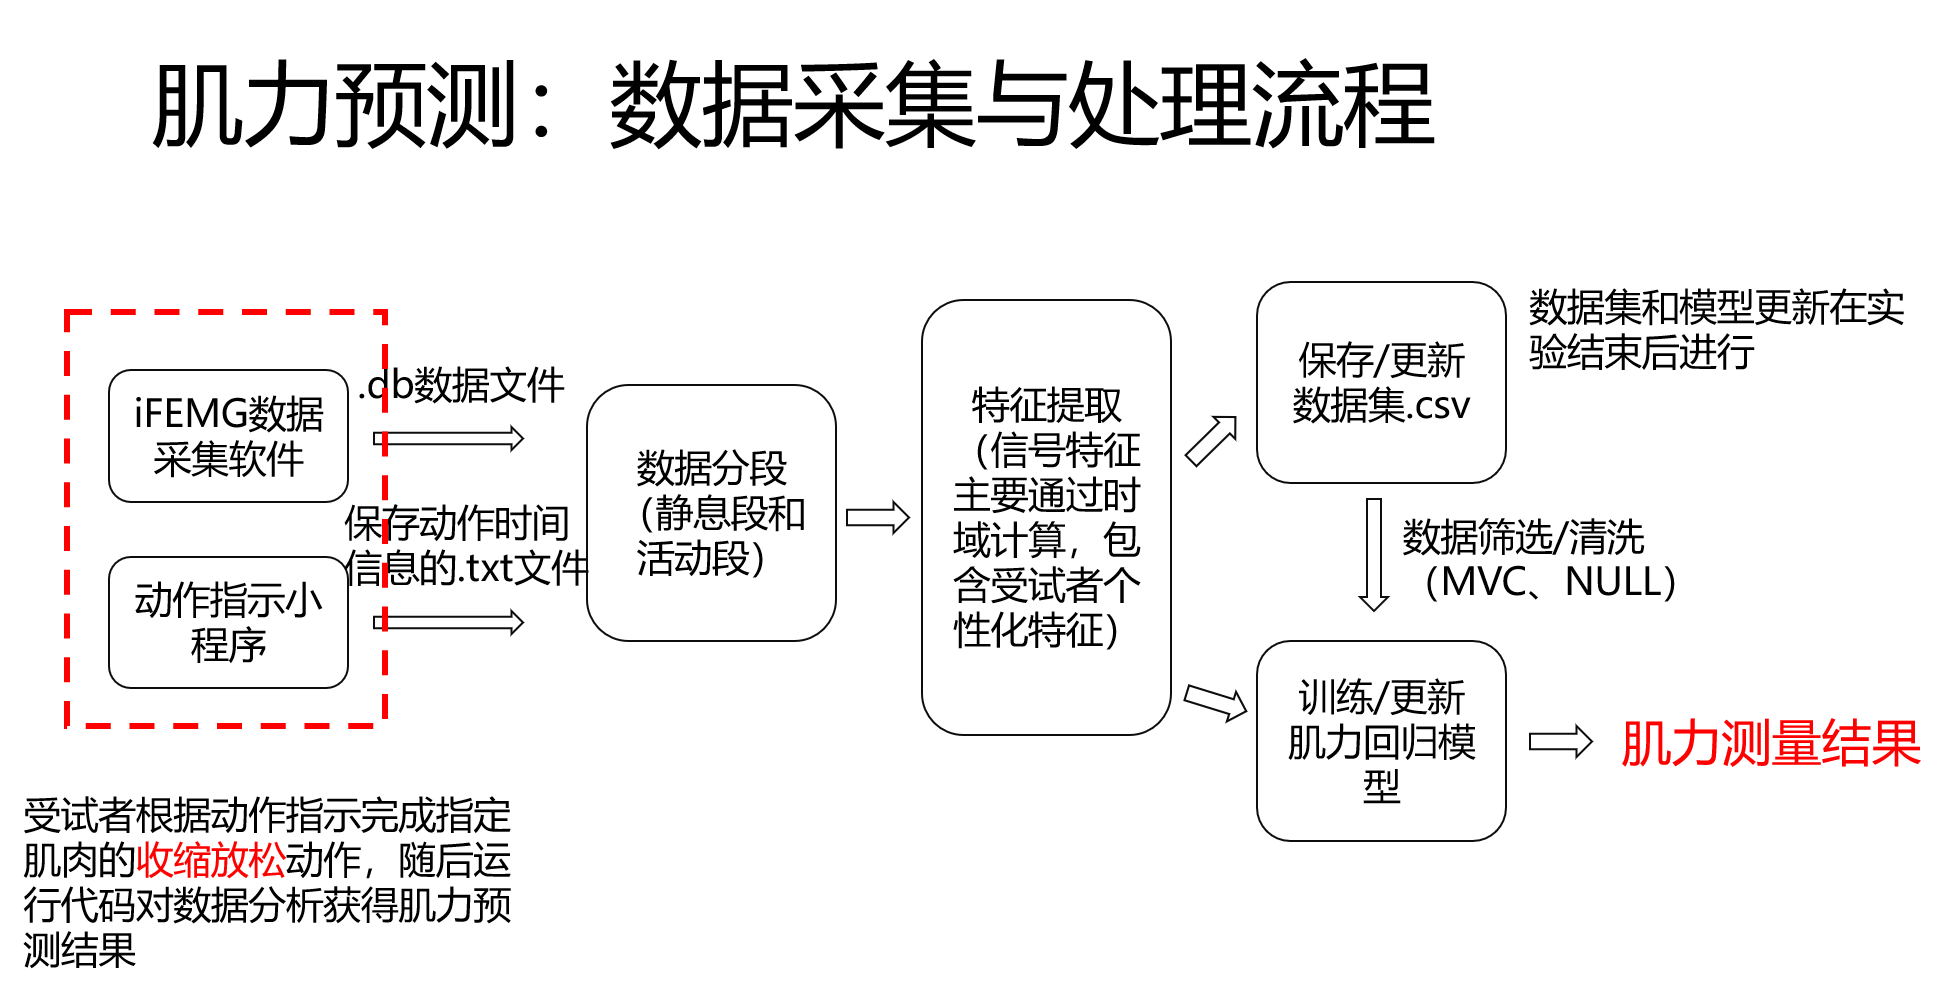 肌力预测：数据采集与处理流程
iFEMG数据
采集软件
动作指示小
程序
.db数据文件
保存动作时间
信息的.txt文件
数据分段
（静息段和
活动段）
特征提取
（信号特征
主要通过时
域计算，包
含受试者个
性化特征）
保存/更新
数据集.csv
数据集和模型更新在实
验结束后进行
数据筛选/清洗
（MVC、NULL）
训练/更新
肌力回归模
型
肌力测量结果
受试者根据动作指示完成指定
肌肉的收缩放松动作，随后运
行代码对数据分析获得肌力预
测结果